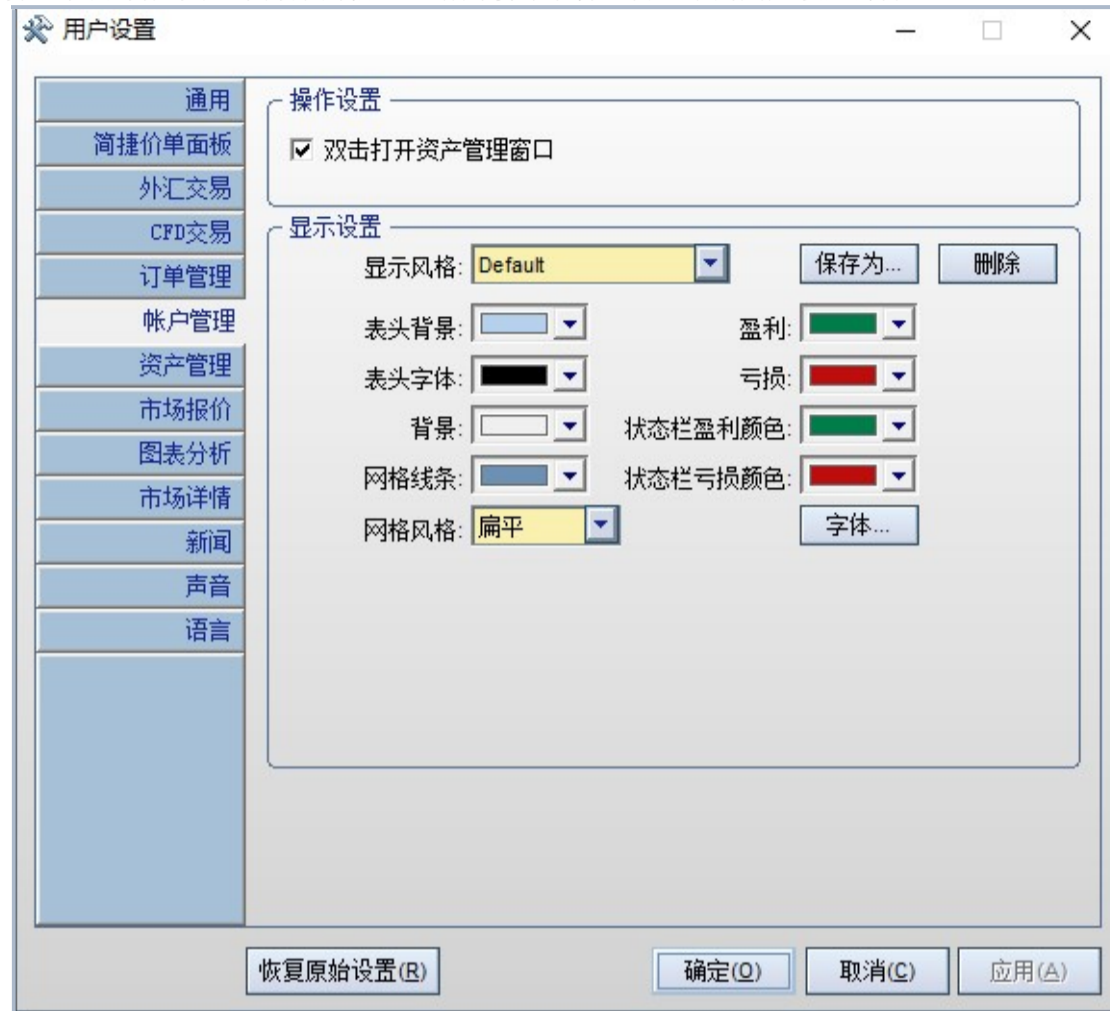 用户设置
通用
简捷价单面板
外汇交易
CFD交易
订单管理
帐户管理
资产管理
市场报价
图表分析
市场详情
新闻
声音
语言
操作设置
双击打开资产管理窗口
显示设置
显示风格: Default 保存为... 删除
表头背景: 盈利:
表头字体: 亏损:
背景: 状态栏盈利颜色:
网格线条: 状态栏亏损颜色:
网格风格: 扁平 字体...
恢复原始设置(R) 确定(O) 取消(C) 应用(A)